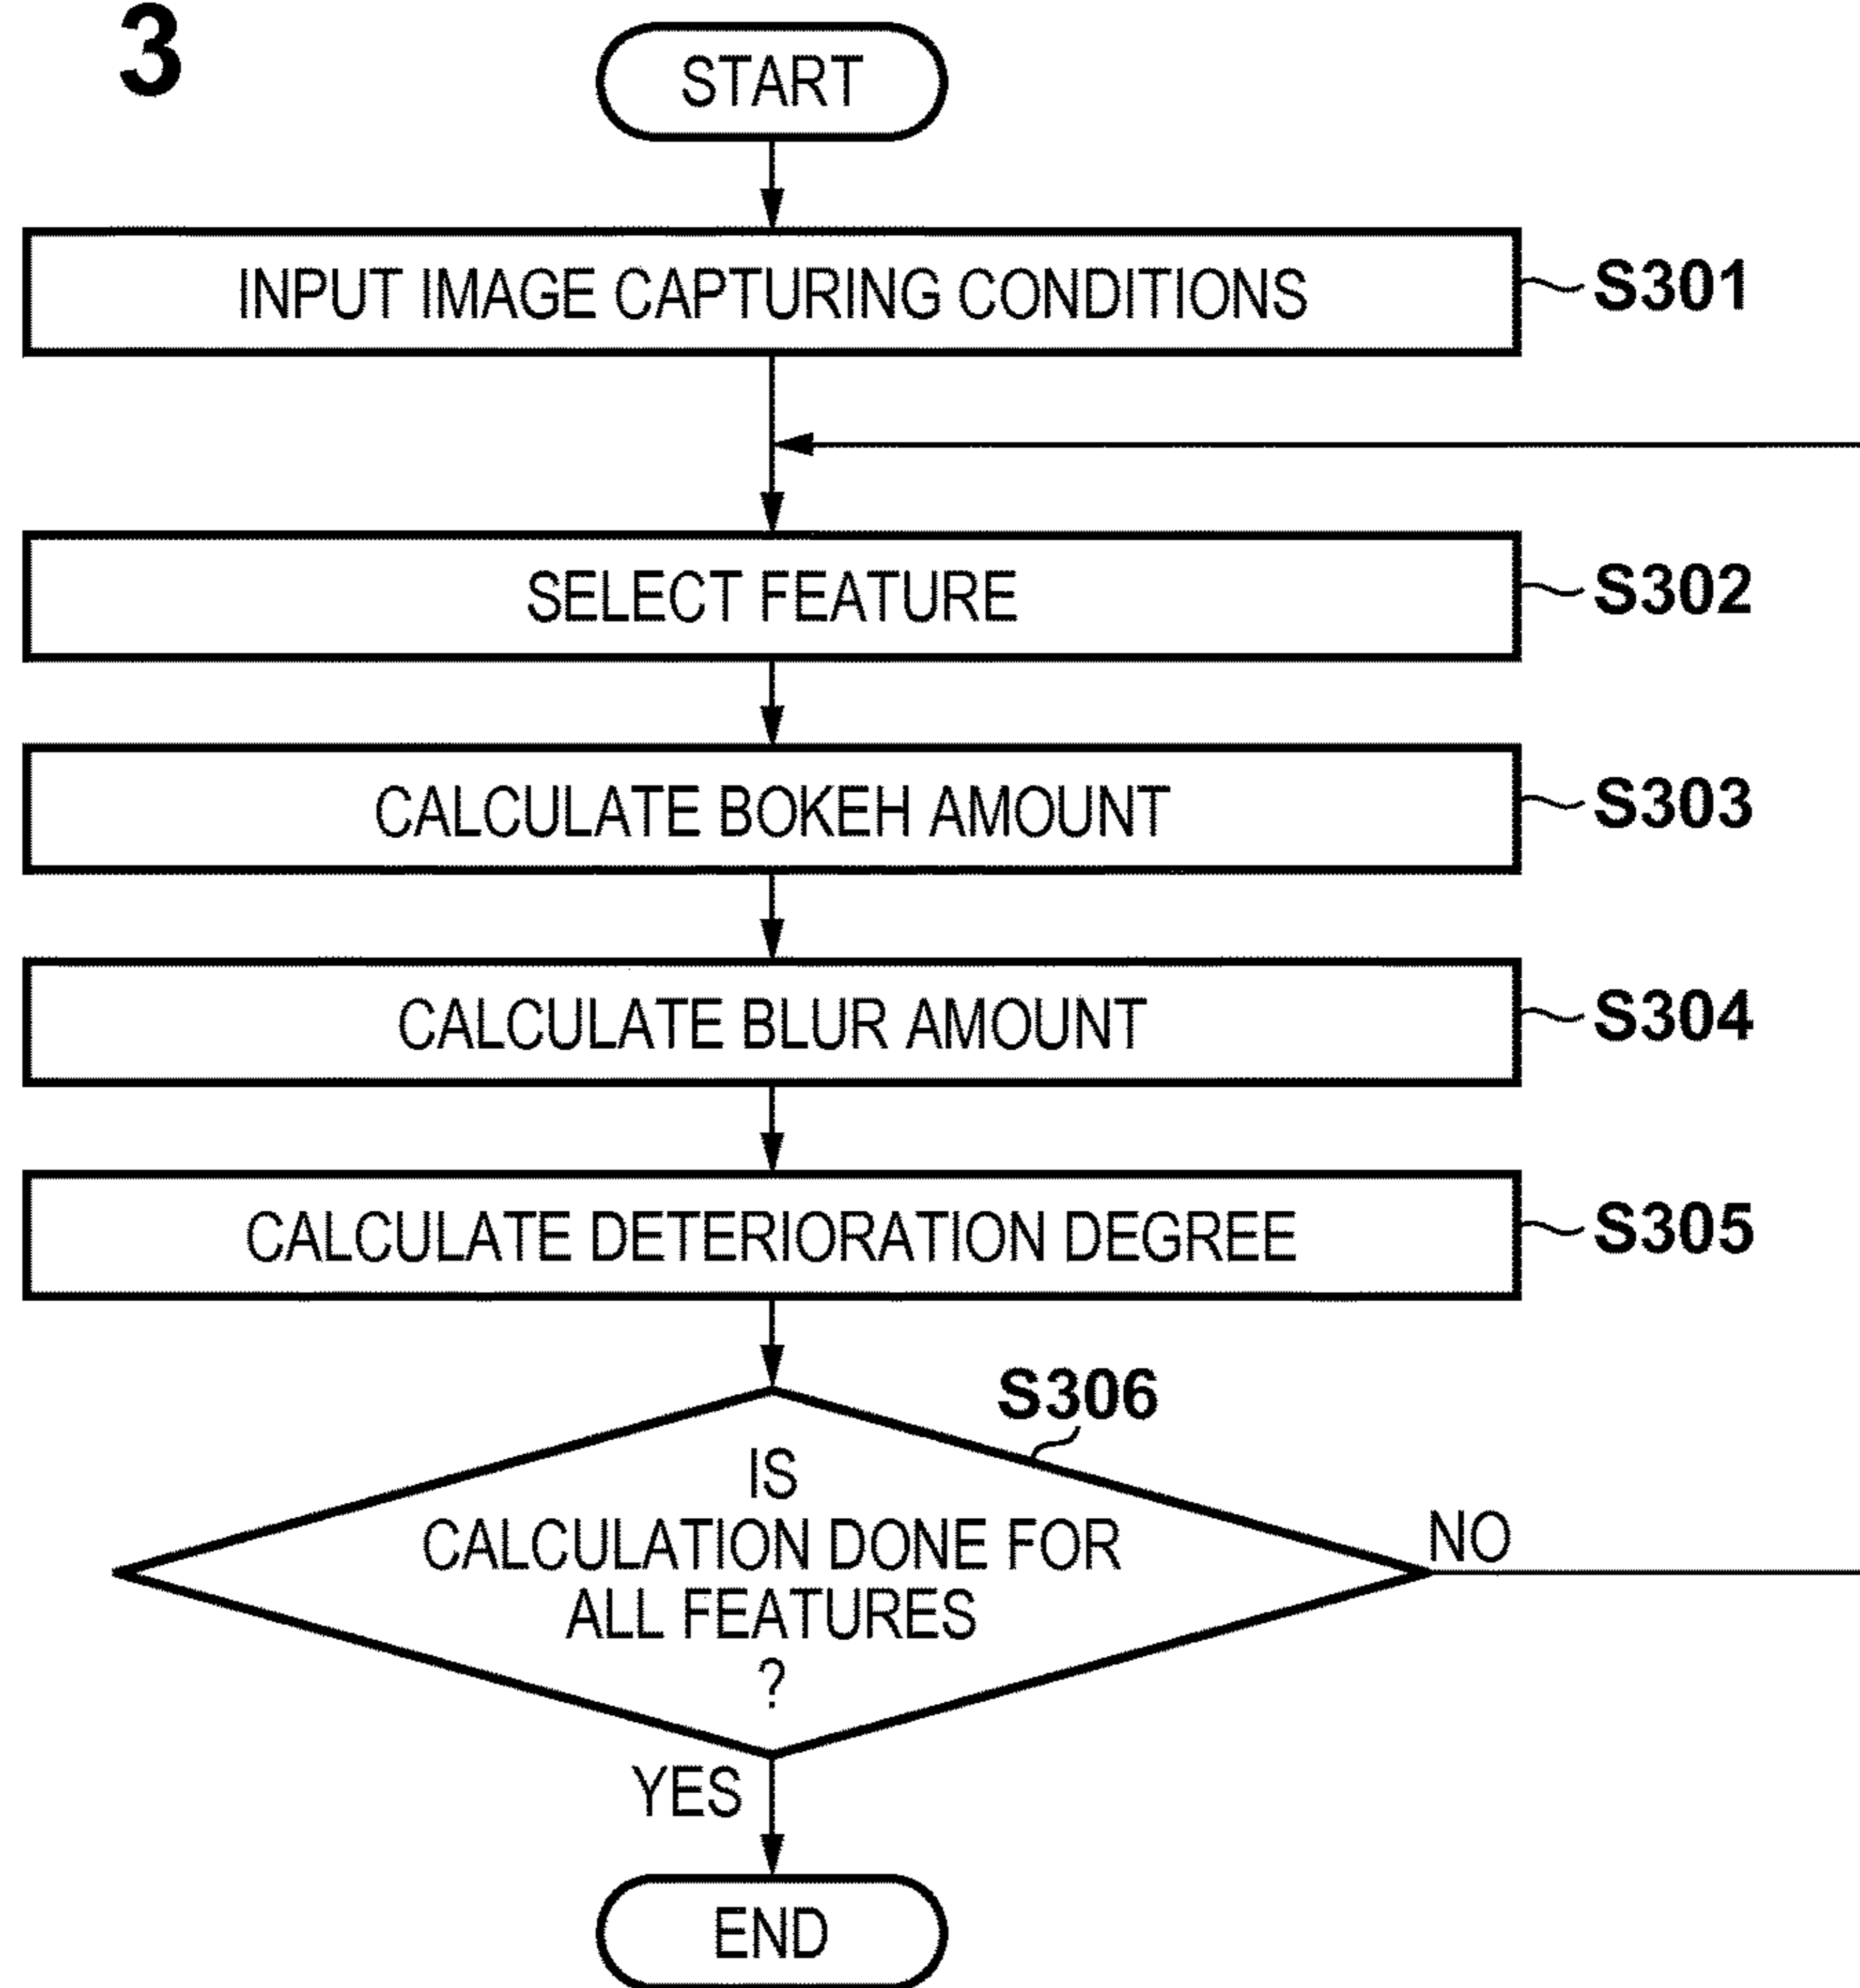 3
START
INPUT IMAGE CAPTURING CONDITIONS
S301
SELECT FEATURE
S302
CALCULATE BOKEH AMOUNT
S303
CALCULATE BLUR AMOUNT
S304
CALCULATE DETERIORATION DEGREE
S305
S306
IS
CALCULATION DONE FOR
ALL FEATURES
?
NO
YES
END